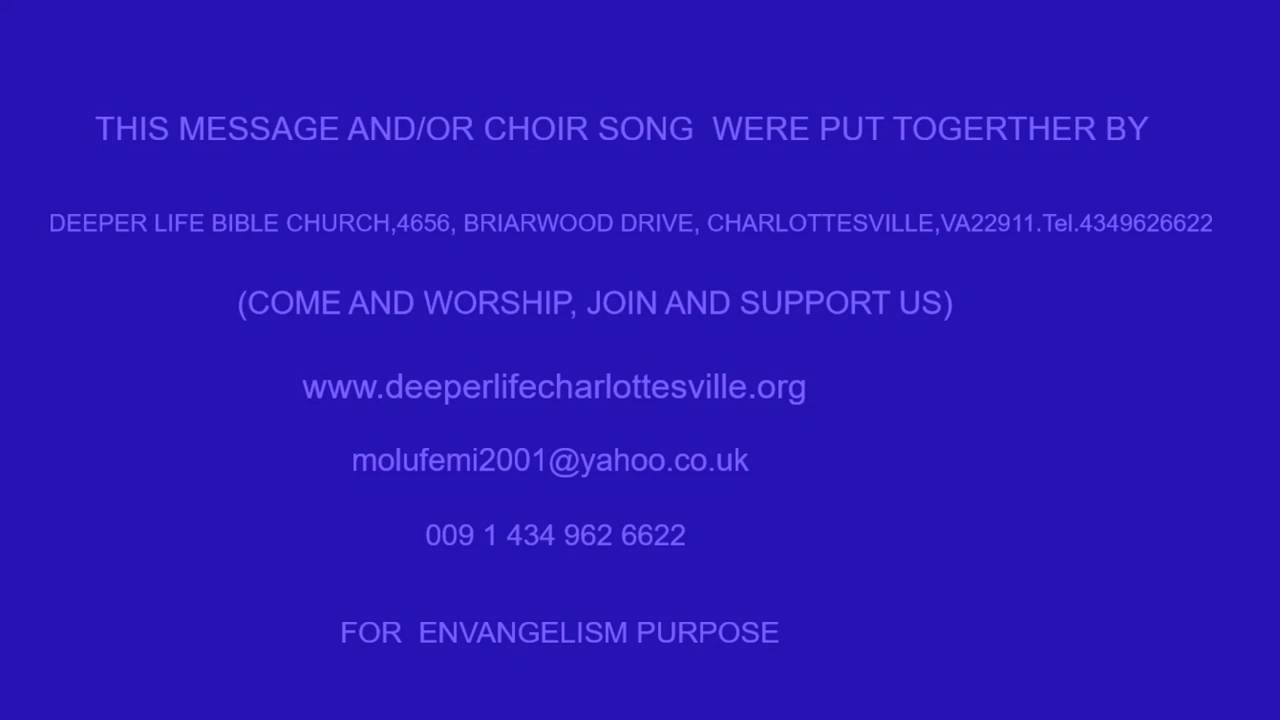 THIS MESSAGE AND/OR CHOIR SONG  WERE PUT TOGERTHER BY
DEEPER LIFE BIBLE CHURCH,4656, BRIARWOOD DRIVE, CHARLOTTESVILLE,VA22911.Tel.4349626622
(COME AND WORSHIP, JOIN AND SUPPORT US)
www.deeperlifecharlottesville.org
molufemi2001@yahoo.co.uk
009 1 434 962 6622
FOR  ENVANGELISM PURPOSE